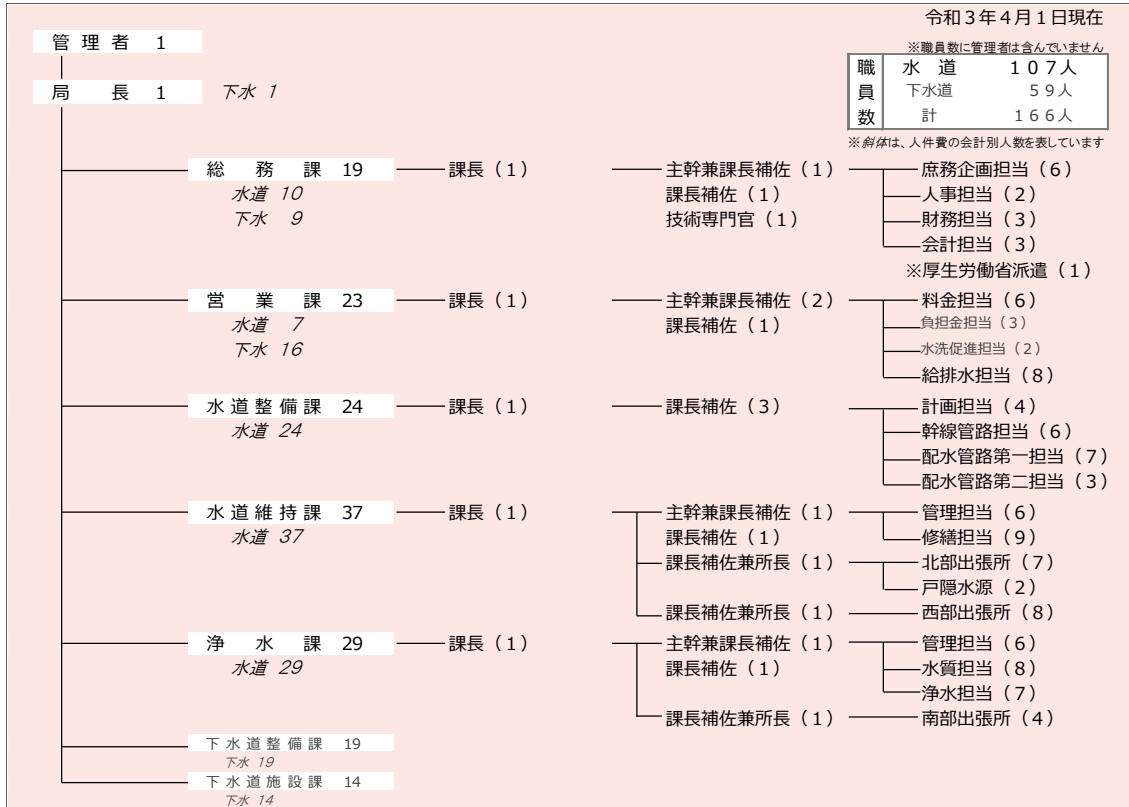 令和３年４月１日現在
管理者 1
※職員数に管理者は含んでいません
局長 1 下水 1
職員数
水道 １０７人
下水道 ５９人
計 １６６人
※斜体は、人件費の会計別人数を表しています
総務課 19 課長（１） 主幹兼課長補佐（１） 庶務企画担当（６）
水道 10 課長補佐（１） 人事担当（２）
下水 9 技術専門官（１） 財務担当（３）
会計担当（３）
※厚生労働省派遣（１）
営業課 23 課長（１） 主幹兼課長補佐（２） 料金担当（６）
水道 7 課長補佐（１） 負担金担当（３）
下水 16 水洗促進担当（２）
給排水担当（８）
水道整備課 24 課長（１） 課長補佐（３） 計画担当（４）
水道 24 幹線管路担当（６）
配水管路第一担当（７）
配水管路第二担当（３）
水道維持課 37 課長（１） 主幹兼課長補佐（１） 管理担当（６）
水道 37 課長補佐（１） 修繕担当（９）
課長補佐兼所長（１） 北部出張所（７）
戸隠水源（２）
課長補佐兼所長（１） 西部出張所（８）
浄水課 29 課長（１） 主幹兼課長補佐（１） 管理担当（６）
水道 29 課長補佐（１） 水質担当（８）
浄水担当（７）
課長補佐兼所長（１） 南部出張所（４）
下水道整備課 19
下水 19
下水道施設課 14
下水 14